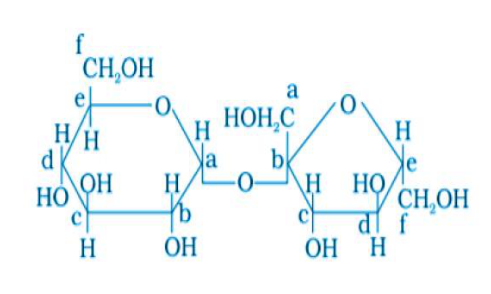 f
CH₂OH a
e O HOH₂C O
H H H H
d a b e
HO OH H O H HO CH₂OH
c b c d f
H OH OH H